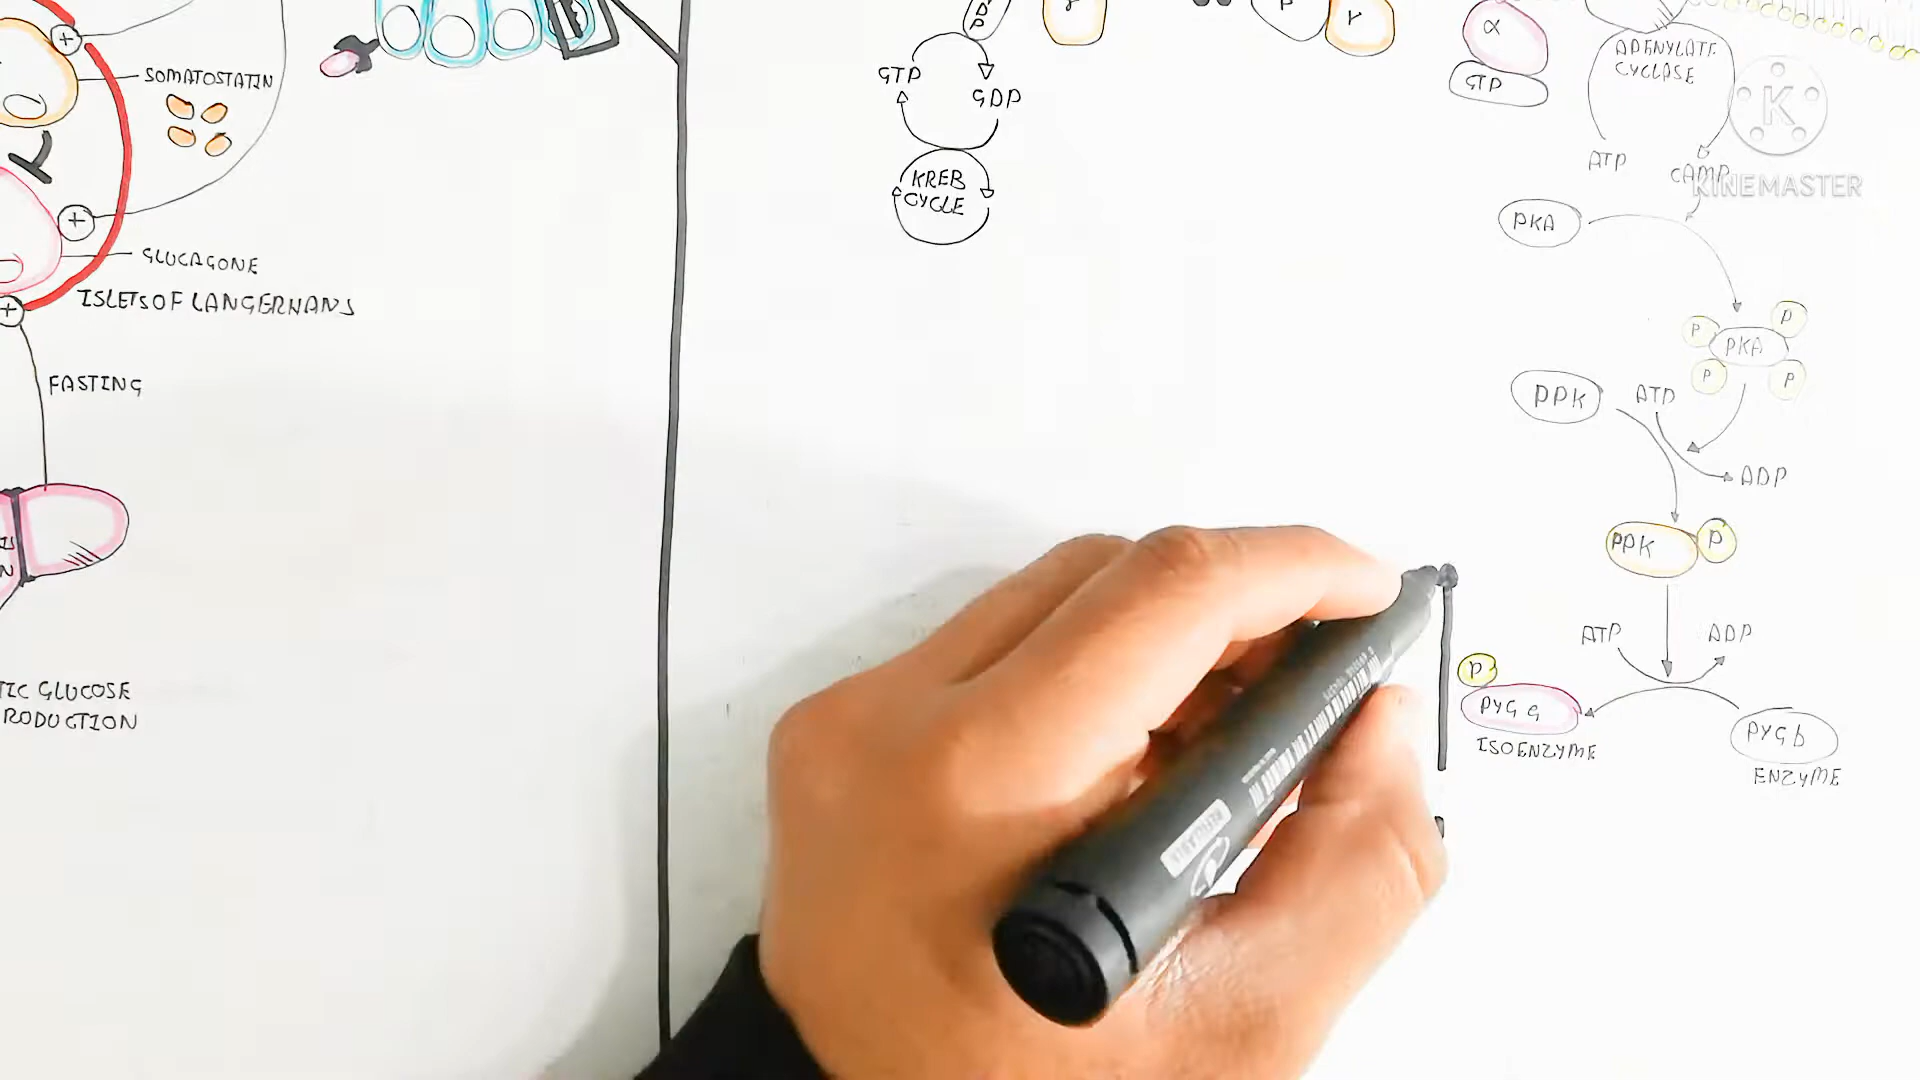 SOMATOSTATIN
GLUCAGONE
ISLETS OF LANGERHANS
FASTING
TIC GLUCOSE
RODUCTION
GTP
GDP
KREB
CYCLE
γ
α
GTP
ADENYLATE
CYCLASE
ATP
CAMP
K
KINEMASTER
PKA
P
P
PKA
P
P
PPK
ATP
ADP
PPK
P
ATP
ADP
P
PYG a
ISOENZYME
PYG b
ENZYME